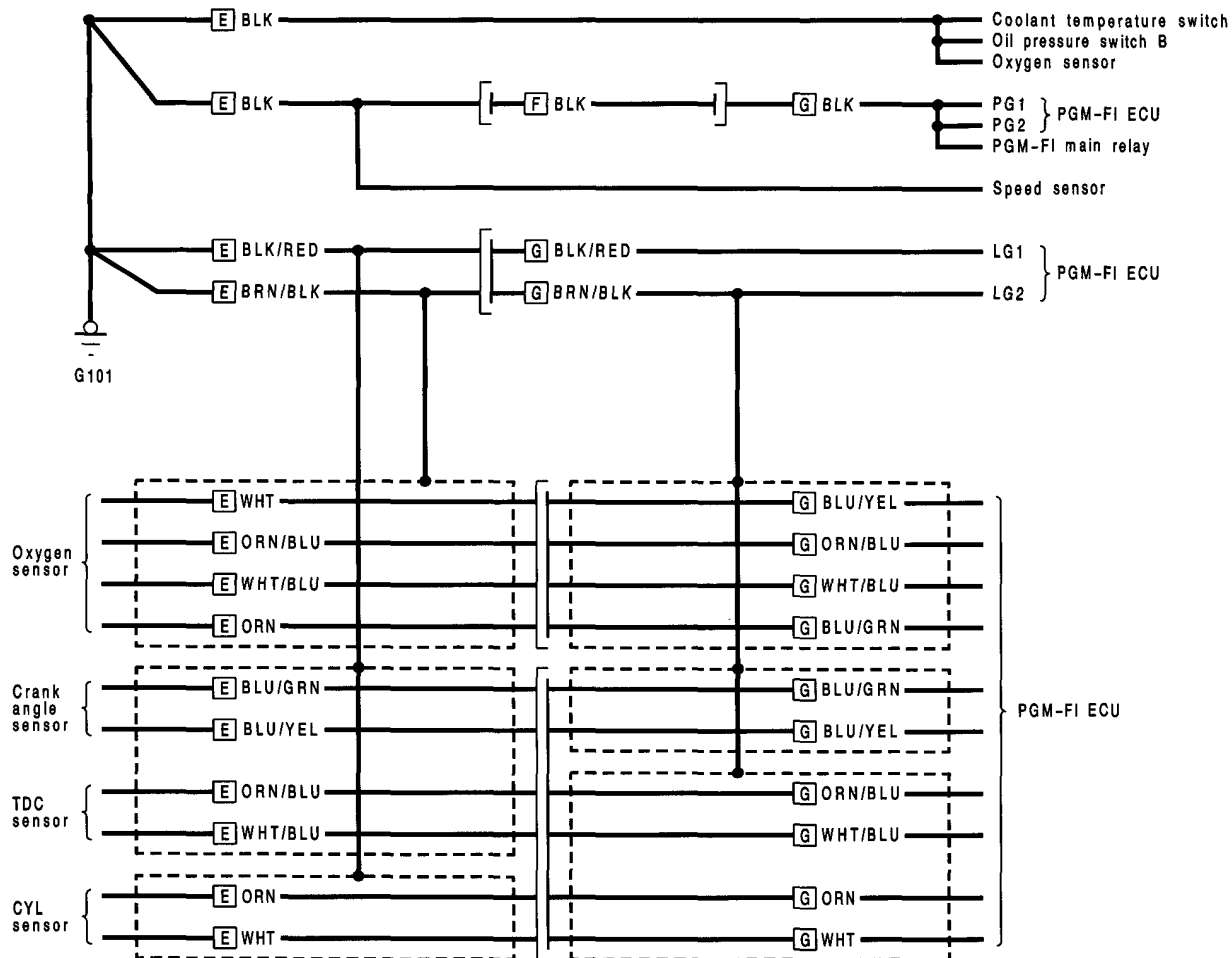 E BLK
Coolant temperature switch
Oil pressure switch B
Oxygen sensor
E BLK
F BLK
G BLK
PG1
PG2
PGM-FI ECU
PGM-FI main relay
Speed sensor
E BLK/RED
G BLK/RED
LG1
E BRN/BLK
G BRN/BLK
LG2
PGM-FI ECU
G101
Oxygen
sensor
E WHT
G BLU/YEL
E ORN/BLU
G ORN/BLU
E WHT/BLU
G WHT/BLU
E ORN
G BLU/GRN
Crank
angle
sensor
E BLU/GRN
G BLU/GRN
E BLU/YEL
G BLU/YEL
PGM-FI ECU
TDC
sensor
E ORN/BLU
G ORN/BLU
E WHT/BLU
G WHT/BLU
CYL
sensor
E ORN
G ORN
E WHT
G WHT